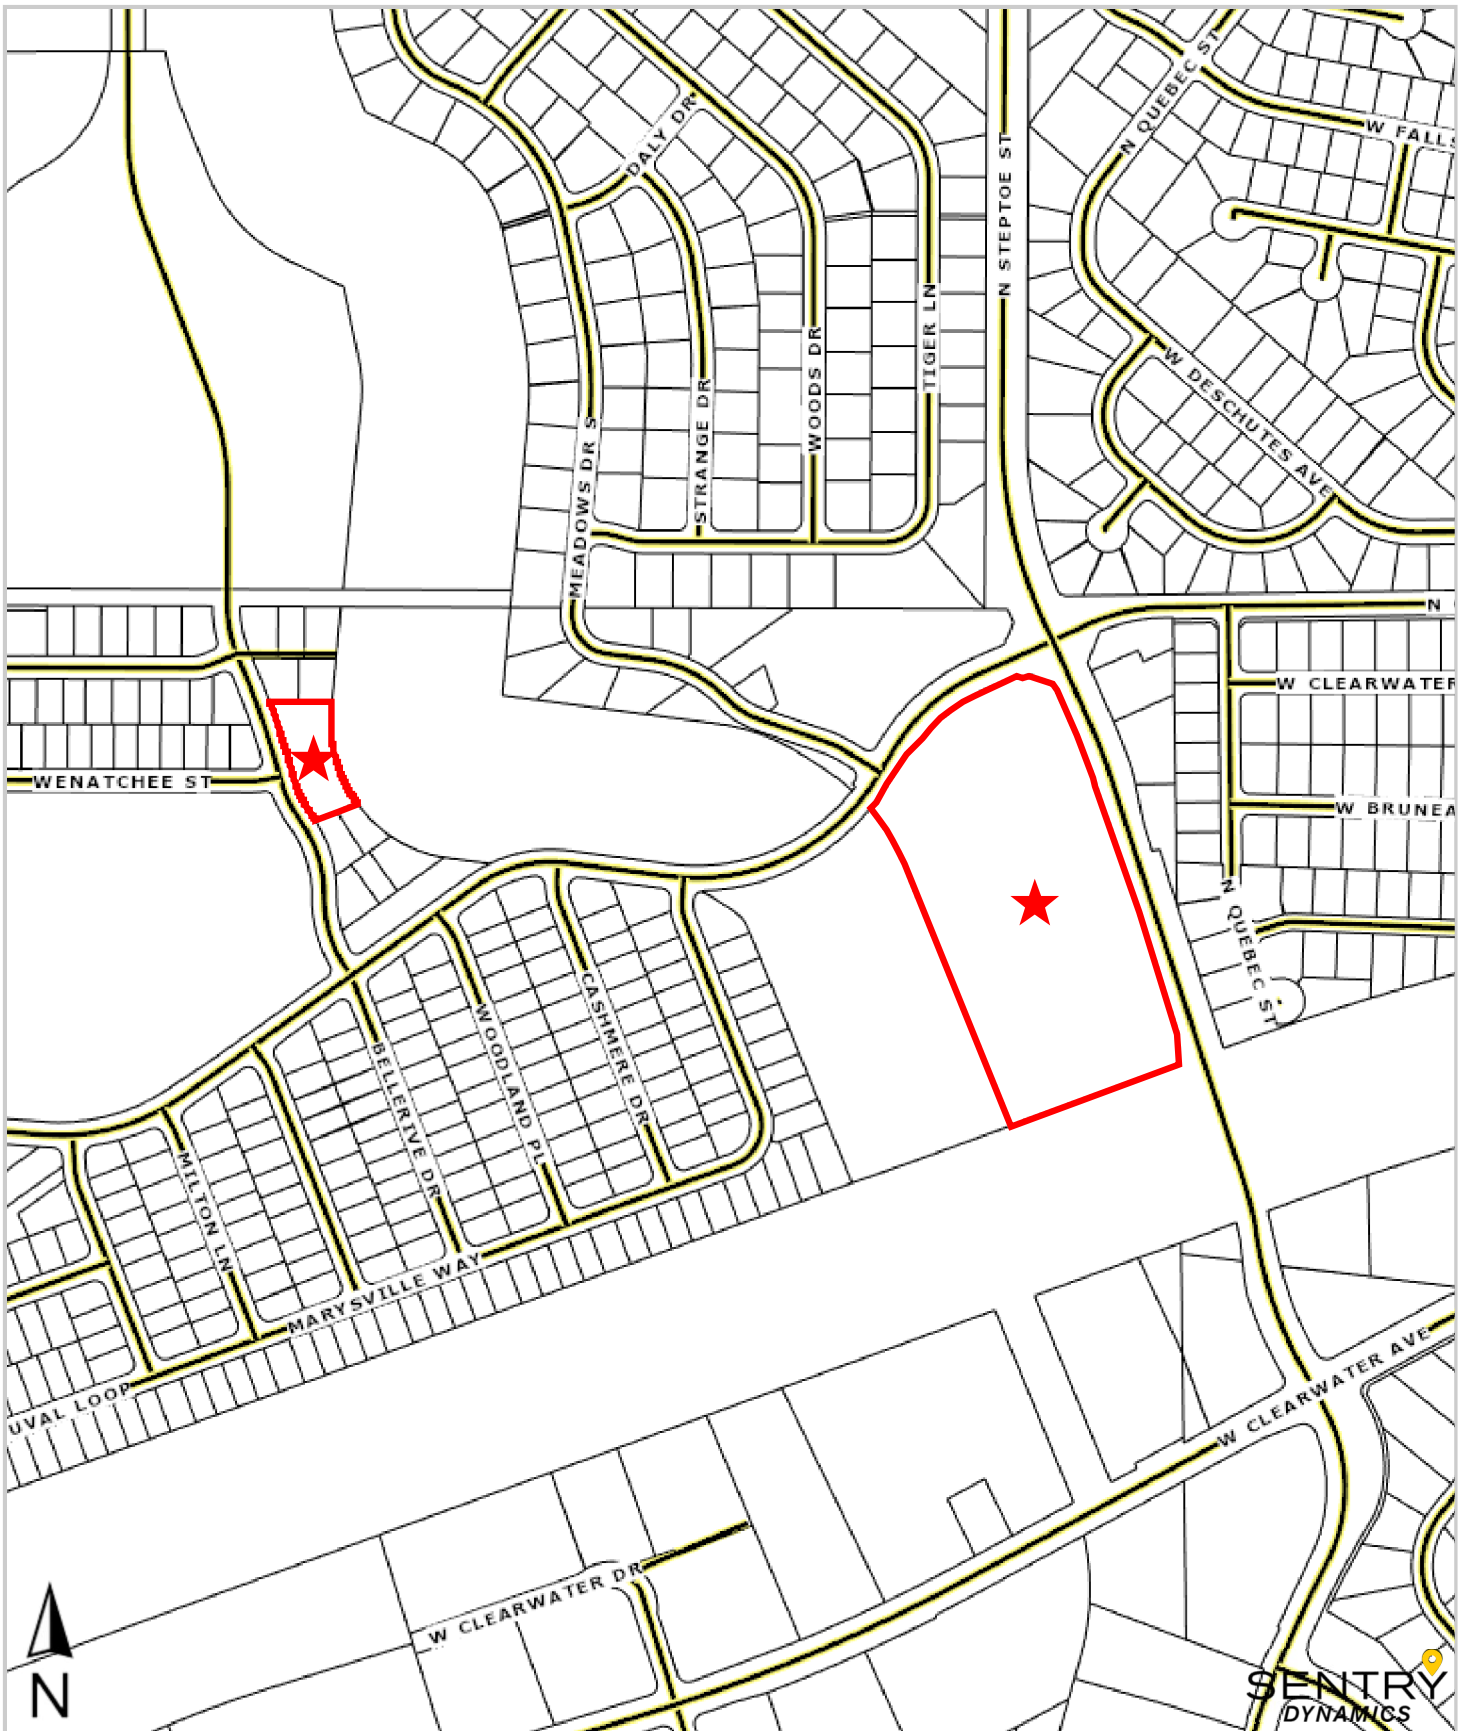 N QUEBEC ST
W FALLS
DALY DR
N STEPTOE ST
TIGER LN
WOODS DR
STRANGE DR
W DESCHUTES AVE
MEADOWS DR S
N
W CLEARWATER
WENATCHEE ST
W BRUNEA
N QUEBEC ST
CASHMERE DR
WOODLAND PL
BELLERIVE DR
MILTON LN
MARYSVILLE WAY
UVAL LOOP
W CLEARWATER AVE
W CLEARWATER DR
N
SENTRY
DYNAMICS